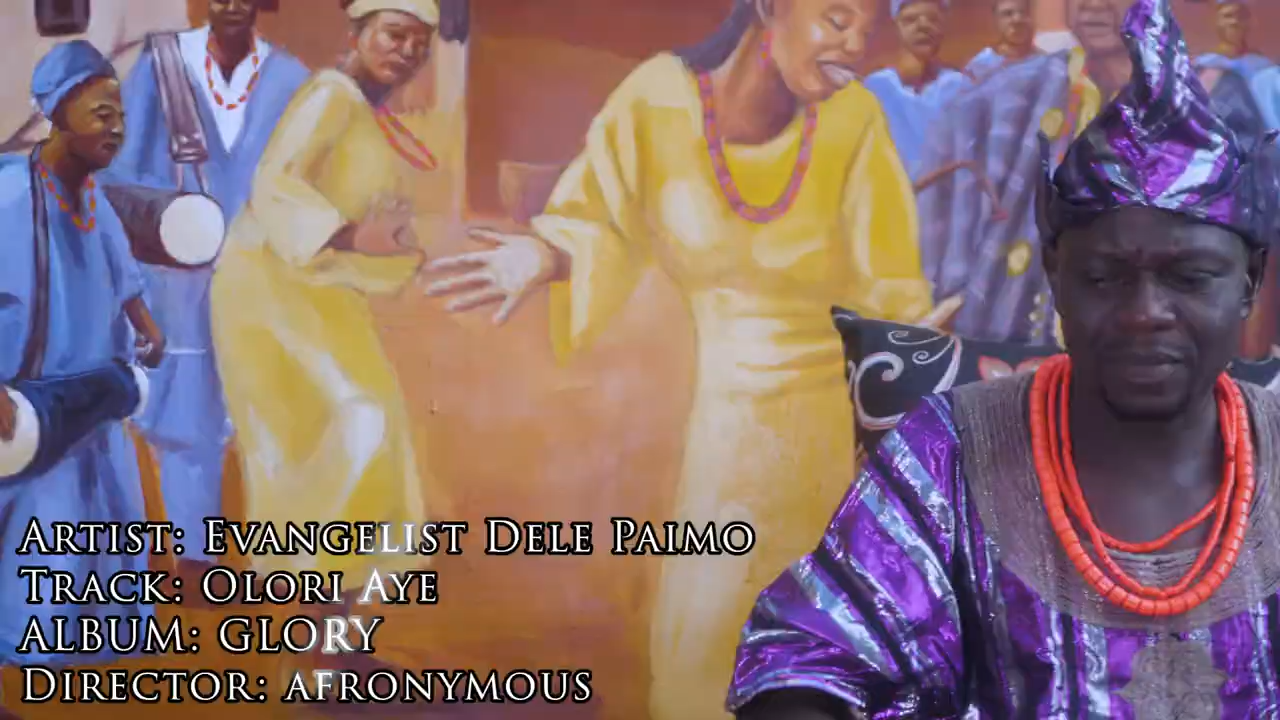 Artist: Evangelist Dele Paimo
Track: Olori Aye
ALBUM: GLORY
Director: afronymous